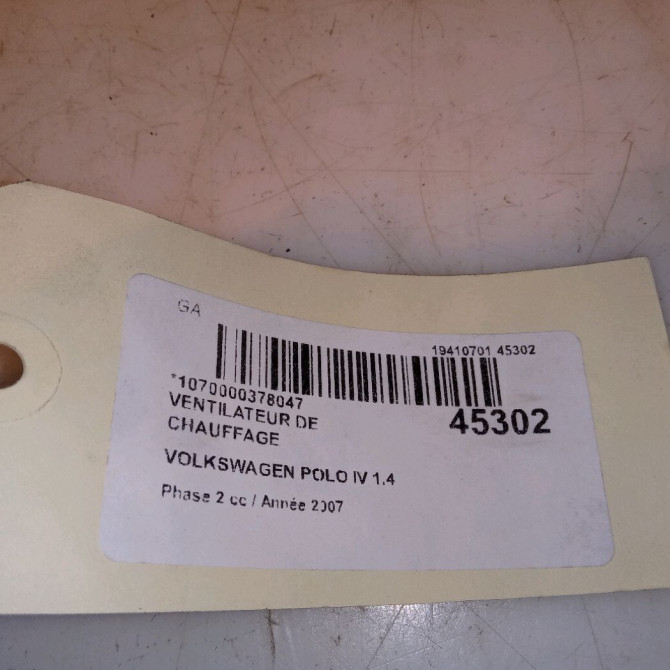 GA
19410701 45302
*1070000378047
45302
VENTILATEUR DE
CHAUFFAGE
VOLKSWAGEN POLO IV 1.4
Phase 2 cc / Année 2007